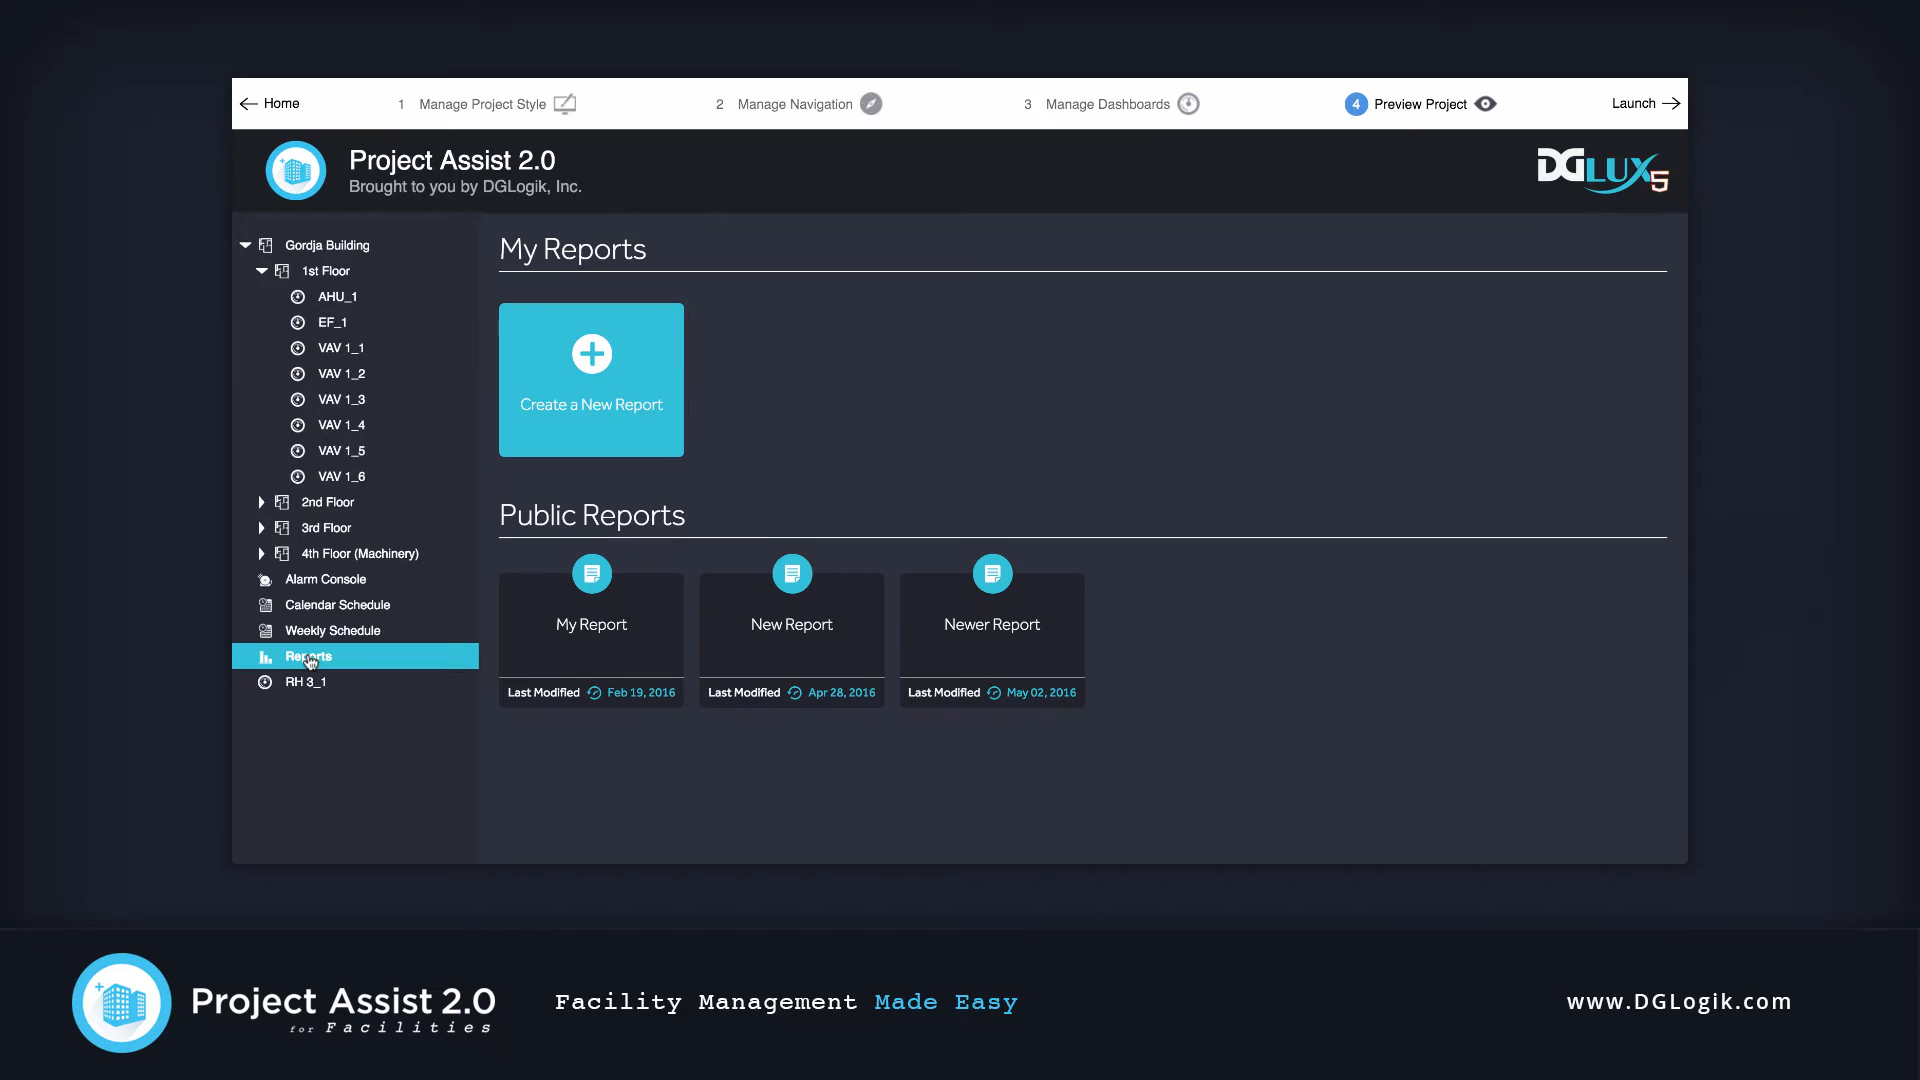 Home
1 Manage Project Style
2 Manage Navigation
3 Manage Dashboards
4 Preview Project
Launch
Project Assist 2.0
Brought to you by DGLogik, Inc.
DGLUX5
Gordja Building
1st Floor
AHU_1
EF_1
VAV 1_1
VAV 1_2
VAV 1_3
VAV 1_4
VAV 1_5
VAV 1_6
2nd Floor
3rd Floor
4th Floor (Machinery)
Alarm Console
Calendar Schedule
Weekly Schedule
Reports
RH 3_1
My Reports
Create a New Report
Public Reports
My Report
Last Modified Feb 19, 2016
New Report
Last Modified Apr 28, 2016
Newer Report
Last Modified May 02, 2016
Project Assist 2.0
for Facilities
Facility Management Made Easy
www.DGLogik.com